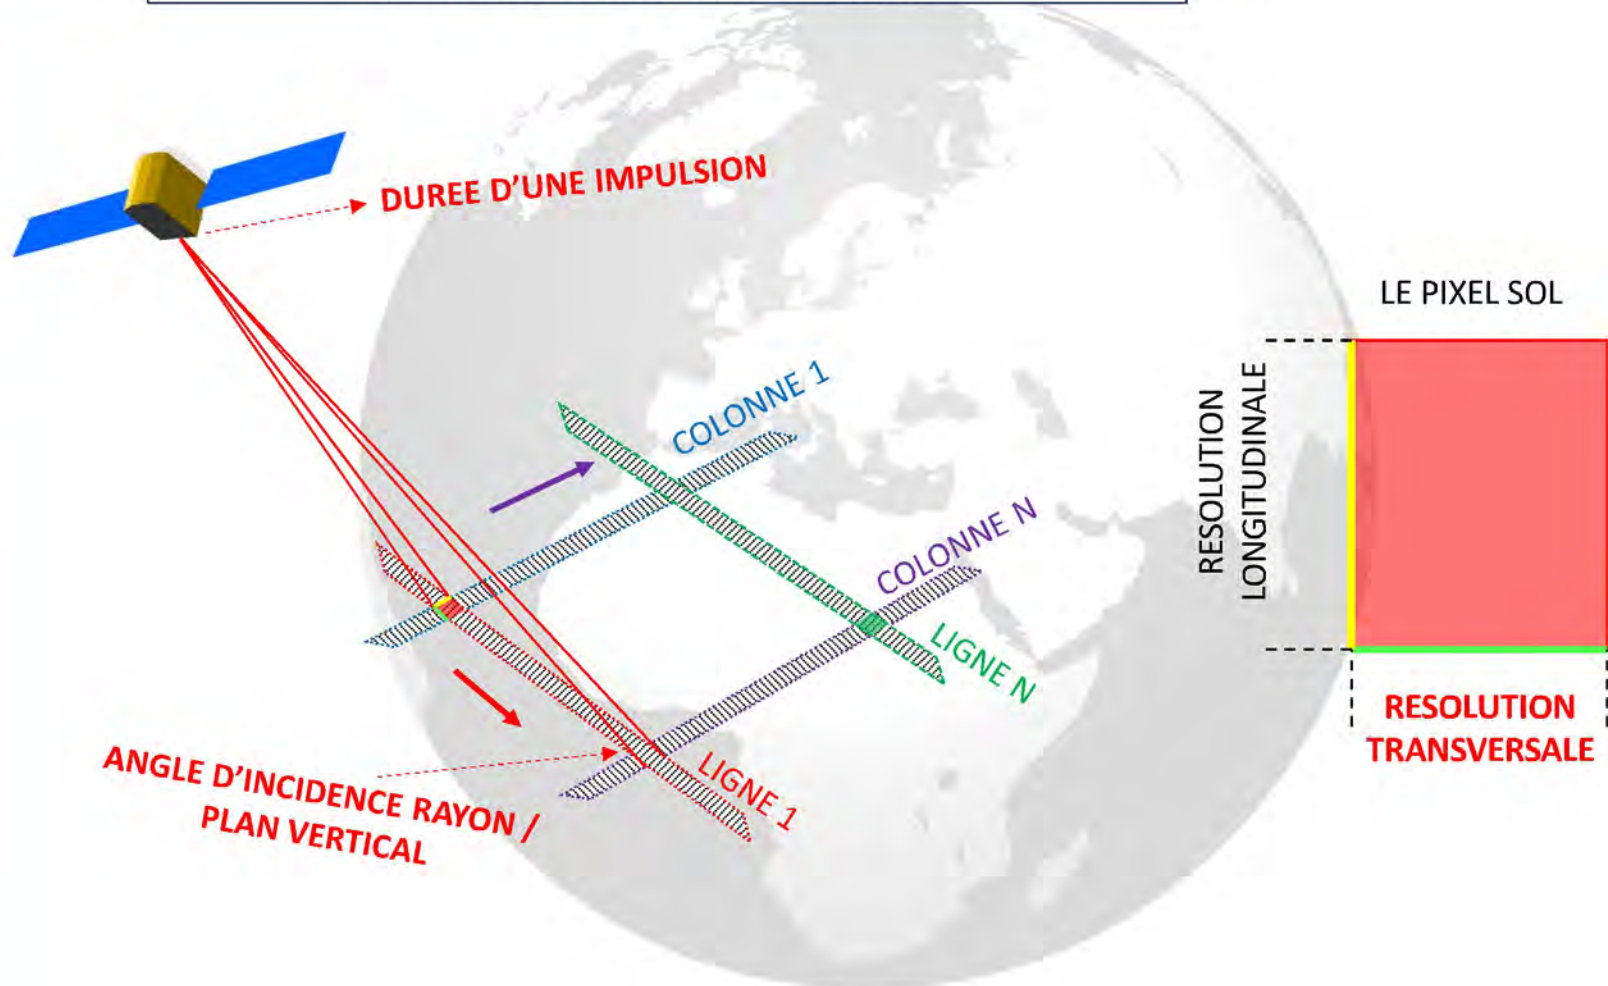 DUREE D'UNE IMPULSION
LE PIXEL SOL
COLONNE 1
RESOLUTION
LONGITUDINALE
COLONNE N
LIGNE N
RESOLUTION
TRANSVERSALE
ANGLE D'INCIDENCE RAYON /
PLAN VERTICAL
LIGNE 1